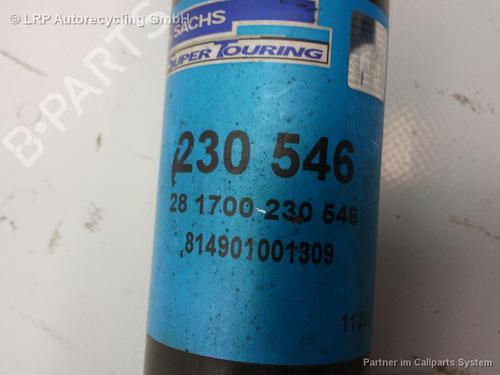 LRP Autorecycling GmbH
SACHS
SUPER TOURING
B-PARTS
230 546
28 1700 230 546
814901001309
Partner im Callparts System